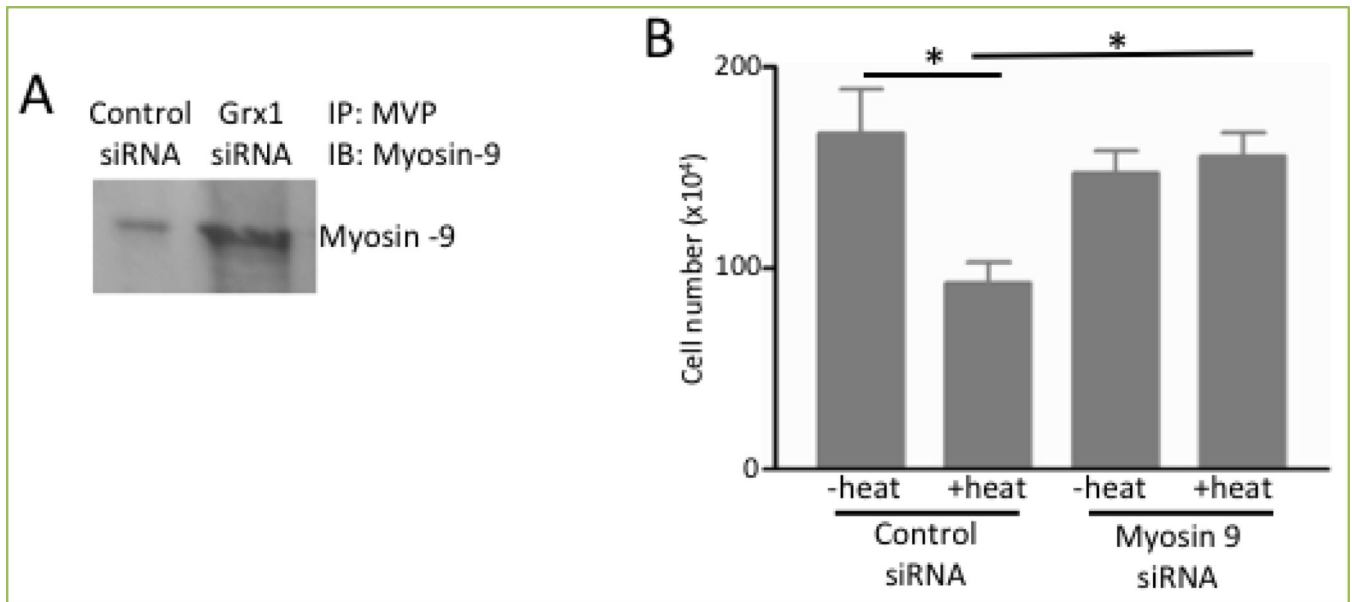 A
Control Grx1 IP: MVP
siRNA siRNA IB: Myosin-9
Myosin -9
B
* *
200
100
0
Cell number (x10⁴)
-heat +heat -heat +heat
Control Myosin 9
siRNA siRNA